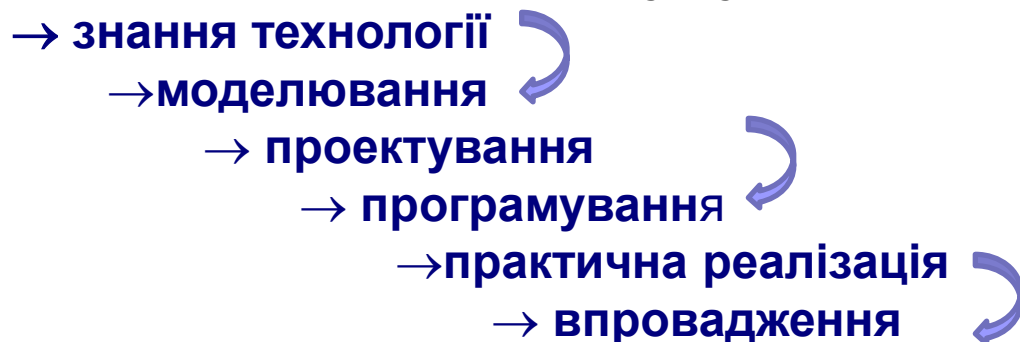 → знання технології
→моделювання
→ проектування
→ програмування
→практична реалізація
→ впровадження